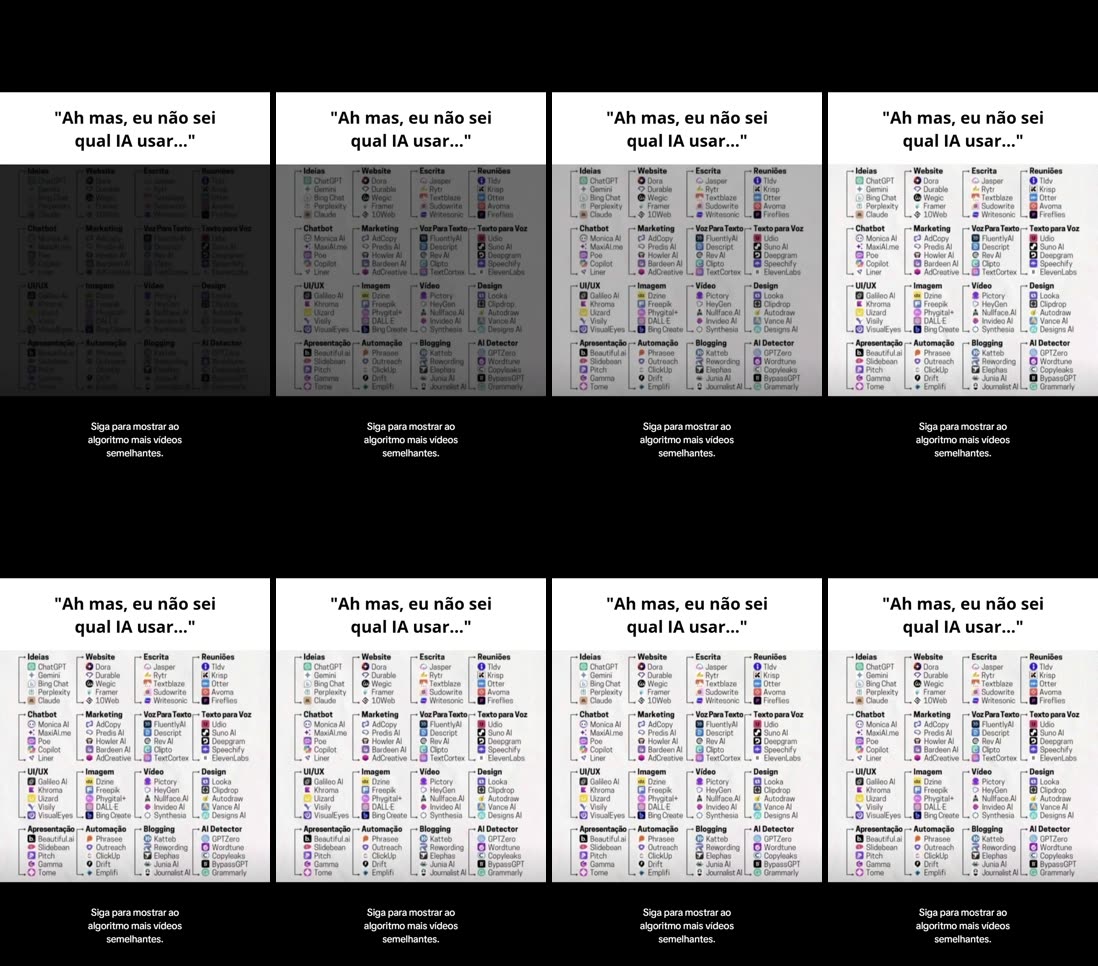 "Ah mas, eu não sei
qual IA usar..."
Ideias
ChatGPT
Gemini
Bing Chat
Perplexity
Claude
Website
Dora
Durable
Wegic
Framer
10Web
Escrita
Jasper
Rytr
Textblaze
Sudowrite
Writesonic
Reuniões
Tldv
Krisp
Otter
Avoma
Fireflies
Chatbot
Monica AI
MaxiAI.me
Poe
Copilot
Liner
Marketing
AdCopy
Predis AI
Howler AI
Bardeen AI
AdCreative
Voz Para Texto
FluentlyAI
Descript
Rev AI
Clipto
TextCortex
Texto para Voz
Udio
Suno AI
Deepgram
Speechify
ElevenLabs
UI/UX
Galileo AI
Khroma
Uizard
Visily
VisualEyes
Imagem
Dzine
Freepik
Phygital+
DALL·E
Bing Create
Vídeo
Pictory
HeyGen
Nullface.AI
Invideo AI
Synthesia
Design
Looka
Clipdrop
Autodraw
Vance AI
Designs AI
Apresentação
Beautiful.ai
Slidebean
Pitch
Gamma
Tome
Automação
Phrasee
Outreach
ClickUp
Drift
Emplifi
Blogging
Katteb
Rewording
Elephas
Junia AI
Journalist AI
AI Detector
GPTZero
Wordtune
Copyleaks
BypassGPT
Grammarly
Siga para mostrar ao
algoritmo mais vídeos
semelhantes.